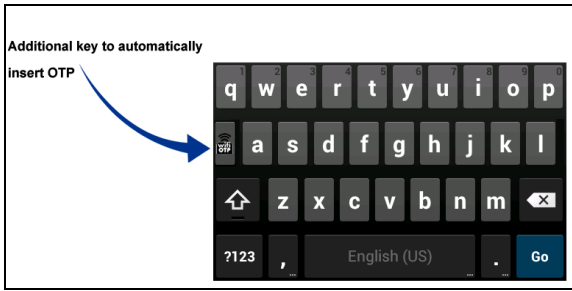 Additional key to automatically
insert OTP
1 2 3 4 5 6 7 8 9 0
q w e r t y u i o p
wifi
OTP
a s d f g h j k l
z x c v b n m
?123 , ... English (US) ... . ... Go